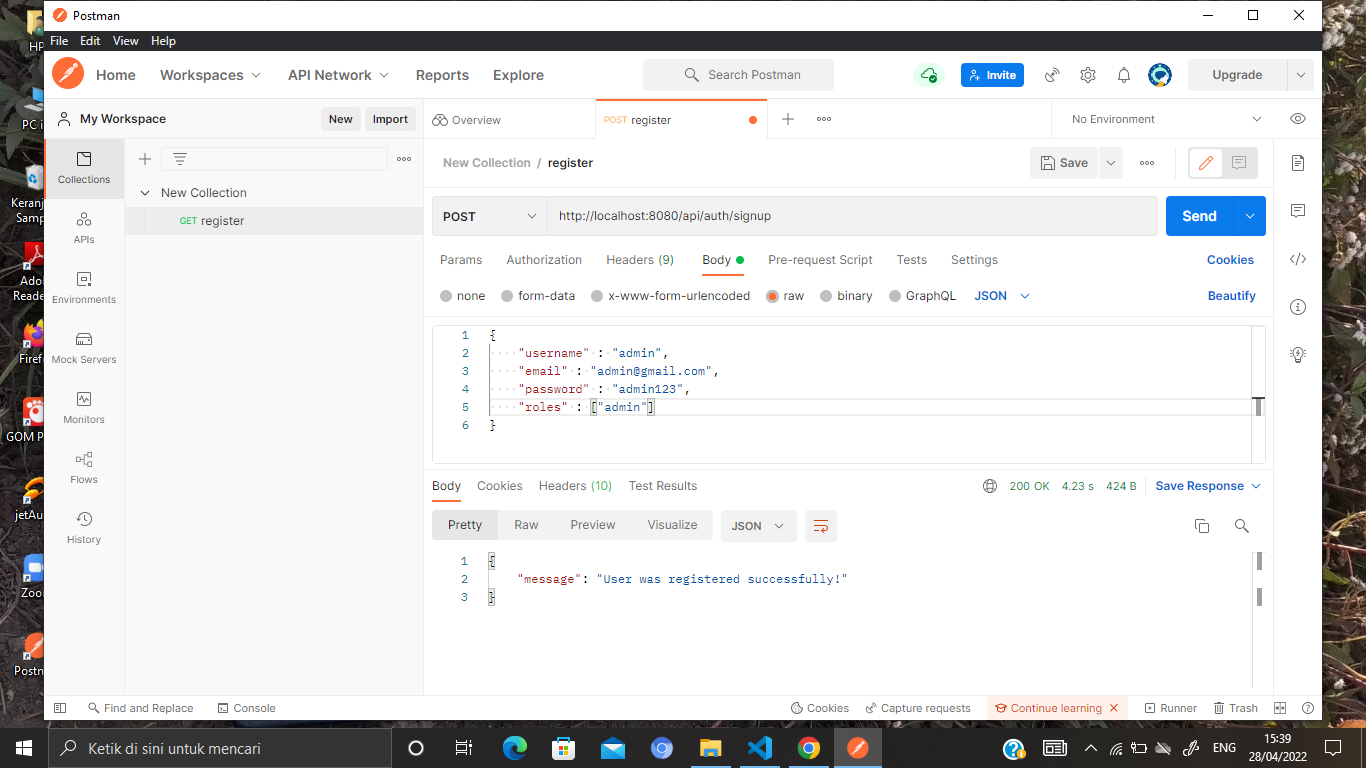 Postman
File Edit View Help
Home Workspaces API Network Reports Explore
Search Postman
Invite
Upgrade
My Workspace
New Import
Overview
POST register
No Environment
Collections
APIs
Environments
Mock Servers
Monitors
Flows
History
New Collection
GET register
New Collection / register
Save
POST
http://localhost:8080/api/auth/signup
Send
Params Authorization Headers (9) Body Pre-request Script Tests Settings Cookies
none form-data x-www-form-urlencoded raw binary GraphQL JSON Beautify
1 {
2 "username" : "admin",
3 "email" : "admin@gmail.com",
4 "password" : "admin123",
5 "roles" : ["admin"]
6 }
Body Cookies Headers (10) Test Results
200 OK 4.23 s 424 B Save Response
Pretty Raw Preview Visualize JSON
1 {
2 "message": "User was registered successfully!"
3 }
Find and Replace Console
Cookies Capture requests Continue learning Runner Trash
HP
PC i
Keranj
Samp
Adol
Reade
Firef
GOM P
jetAu
Zoo
Postn
Ketik di sini untuk mencari
ENG
15:39
28/04/2022